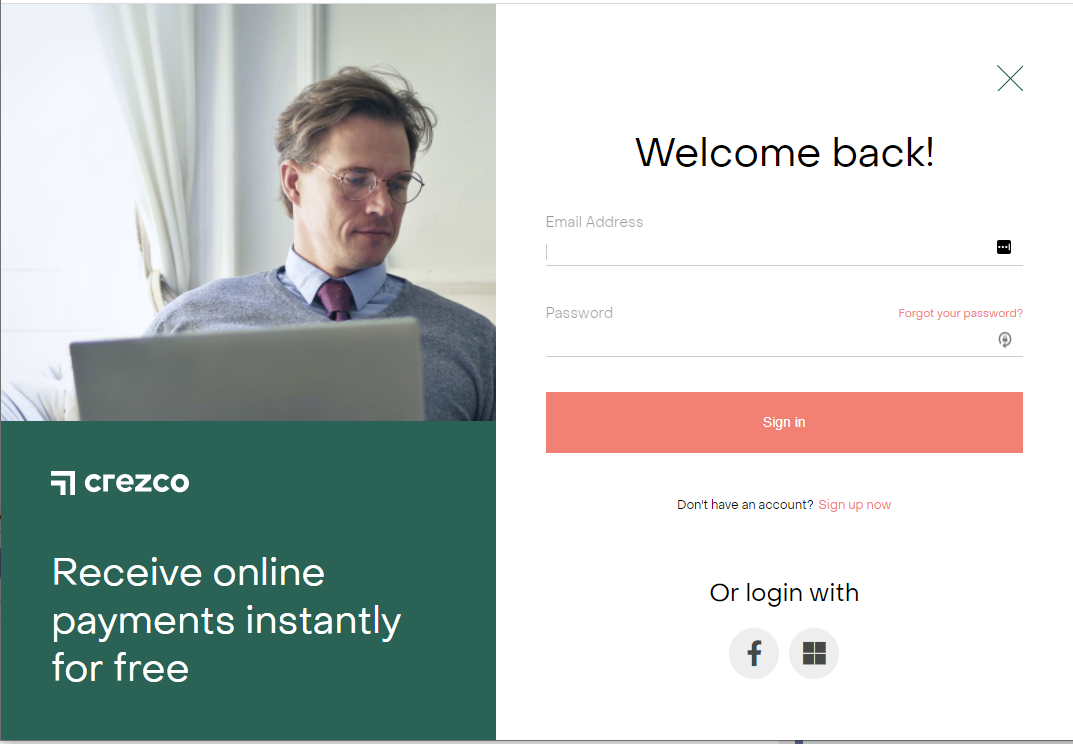 crezco
Receive online
payments instantly
for free
Welcome back!
Email Address
Password
Forgot your password?
Sign in
Don't have an account? Sign up now
Or login with